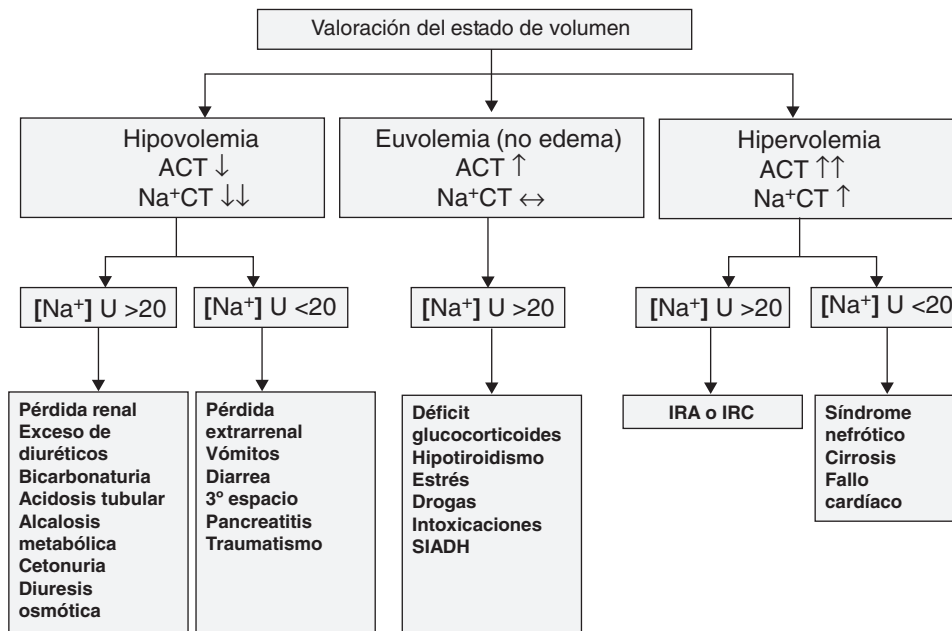 Valoración del estado de volumen
Hipovolemia
ACT ↓
Na⁺CT ↓↓
Euvolemia (no edema)
ACT ↑
Na⁺CT ↔
Hipervolemia
ACT ↑↑
Na⁺CT ↑
[Na⁺] U >20
[Na⁺] U <20
[Na⁺] U >20
[Na⁺] U >20
[Na⁺] U <20
Pérdida renal
Exceso de
diuréticos
Bicarbonaturia
Acidosis tubular
Alcalosis
metabólica
Cetonuria
Diuresis
osmótica
Pérdida
extrarrenal
Vómitos
Diarrea
3º espacio
Pancreatitis
Traumatismo
Déficit
glucocorticoides
Hipotiroidismo
Estrés
Drogas
Intoxicaciones
SIADH
IRA o IRC
Síndrome
nefrótico
Cirrosis
Fallo
cardíaco